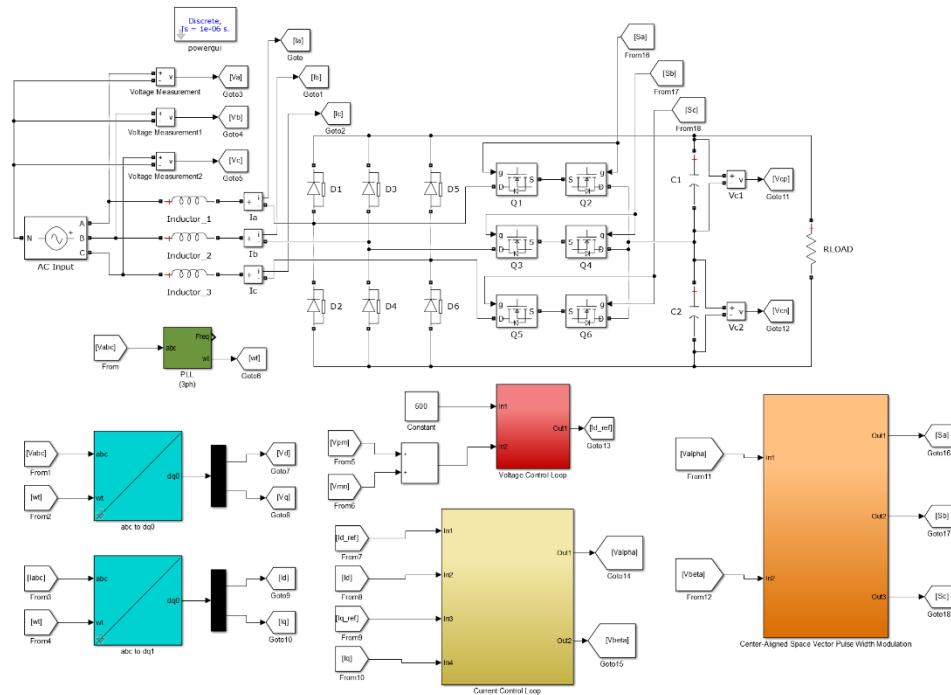 Discrete,
Ts = 1e-06 s.
powergui
[Ia]
Goto
[Ib]
Goto1
[Ic]
Goto2
[Va]
Goto3
Voltage Measurement
[Vb]
Goto4
Voltage Measurement1
[Vc]
Goto5
Voltage Measurement2
[Sa]
From16
[Sb]
From17
[Sc]
From18
N
A
B
C
AC Input
Inductor_1
Inductor_2
Inductor_3
Ia
Ib
Ic
D1
D3
D5
D2
D4
D6
g
D
S
S
g
D
Q1
Q2
g
D
S
S
g
D
Q3
Q4
g
D
S
S
g
D
Q5
Q6
C1
C2
Vc1
[Vcp]
Goto11
Vc2
[Vcn]
Goto12
RLOAD
[Vabc]
From
abc
Freq
wt
PLL
(3ph)
[wt]
Goto6
[Vabc]
From1
[wt]
From2
abc
wt
dq0
abc to dq0
[Vd]
Goto7
[Vq]
Goto8
[Iabc]
From3
[wt]
From4
abc
wt
dq0
abc to dq1
[Id]
Goto9
[Iq]
Goto10
600
Constant
[Vpm]
From5
[Vmn]
From6
In1
In2
Out1
Voltage Control Loop
[Id_ref]
Goto13
[Id_ref]
From7
[Id]
From8
[Iq_ref]
From9
[Iq]
From10
In1
In2
In3
In4
Out1
Out2
Current Control Loop
[Valpha]
Goto14
[Vbeta]
Goto15
[Valpha]
From11
[Vbeta]
From12
In1
In2
Out1
Out2
Out3
Center-Aligned Space Vector Pulse Width Modulation
[Sa]
Goto16
[Sb]
Goto17
[Sc]
Goto18